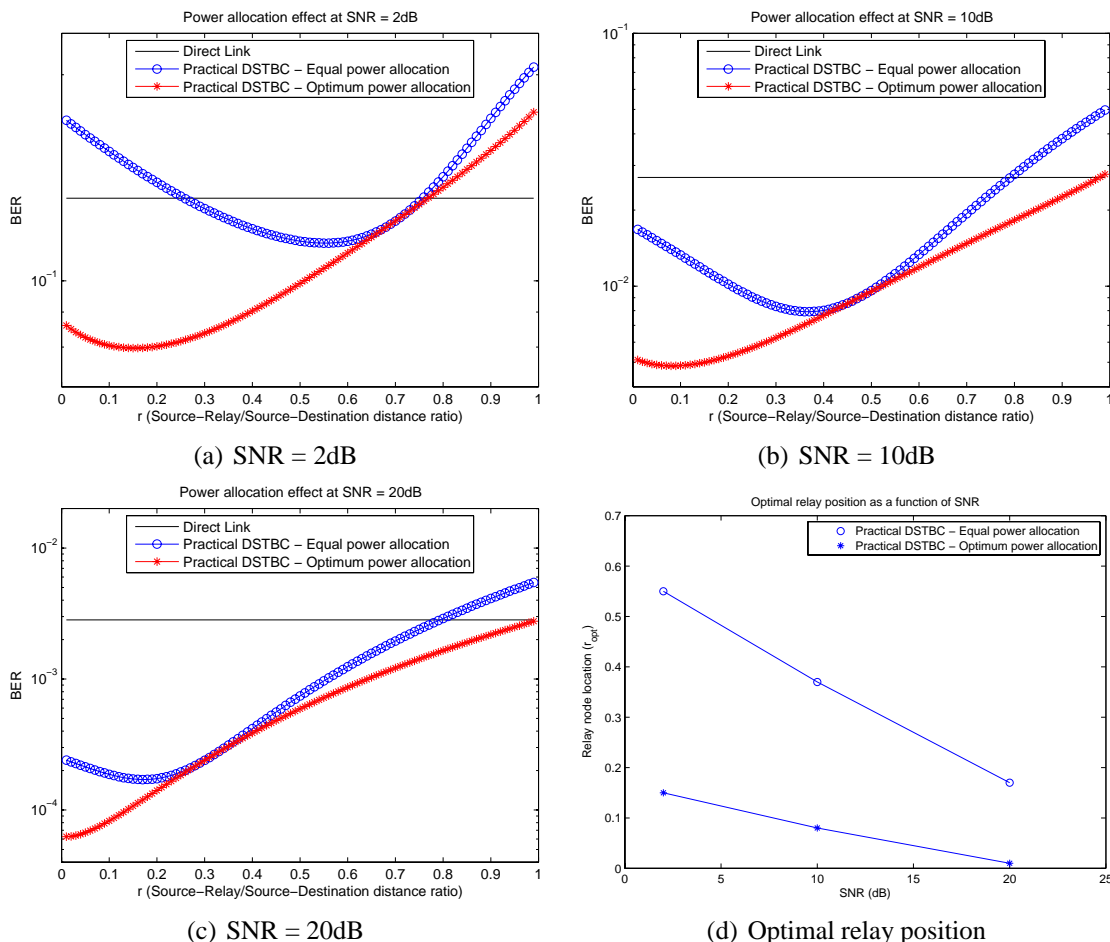 Power allocation effect at SNR = 2dB
Direct Link
Practical DSTBC − Equal power allocation
Practical DSTBC − Optimum power allocation
BER
10^-1
0 0.1 0.2 0.3 0.4 0.5 0.6 0.7 0.8 0.9 1
r (Source−Relay/Source−Destination distance ratio)
(a) SNR = 2dB
Power allocation effect at SNR = 10dB
Direct Link
Practical DSTBC − Equal power allocation
Practical DSTBC − Optimum power allocation
BER
10^-1
10^-2
0 0.1 0.2 0.3 0.4 0.5 0.6 0.7 0.8 0.9 1
r (Source−Relay/Source−Destination distance ratio)
(b) SNR = 10dB
Power allocation effect at SNR = 20dB
Direct Link
Practical DSTBC − Equal power allocation
Practical DSTBC − Optimum power allocation
BER
10^-2
10^-3
10^-4
0 0.1 0.2 0.3 0.4 0.5 0.6 0.7 0.8 0.9 1
r (Source−Relay/Source−Destination distance ratio)
(c) SNR = 20dB
Optimal relay position as a function of SNR
Practical DSTBC − Equal power allocation
Practical DSTBC − Optimum power allocation
Relay node location (r_opt)
0.7
0.6
0.5
0.4
0.3
0.2
0.1
0
0 5 10 15 20 25
SNR (dB)
(d) Optimal relay position